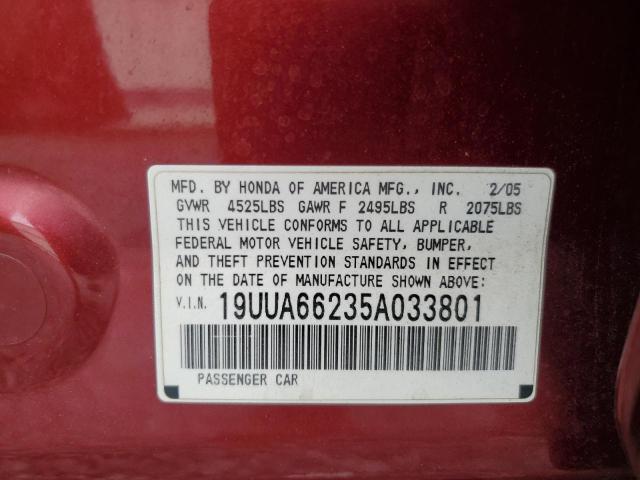 MFD. BY HONDA OF AMERICA MFG., INC. 2/05
GVWR 4525LBS GAWR F 2495LBS R 2075LBS
THIS VEHICLE CONFORMS TO ALL APPLICABLE
FEDERAL MOTOR VEHICLE SAFETY, BUMPER,
AND THEFT PREVENTION STANDARDS IN EFFECT
ON THE DATE OF MANUFACTURE SHOWN ABOVE:
V.I.N. 19UUA66235A033801
PASSENGER CAR